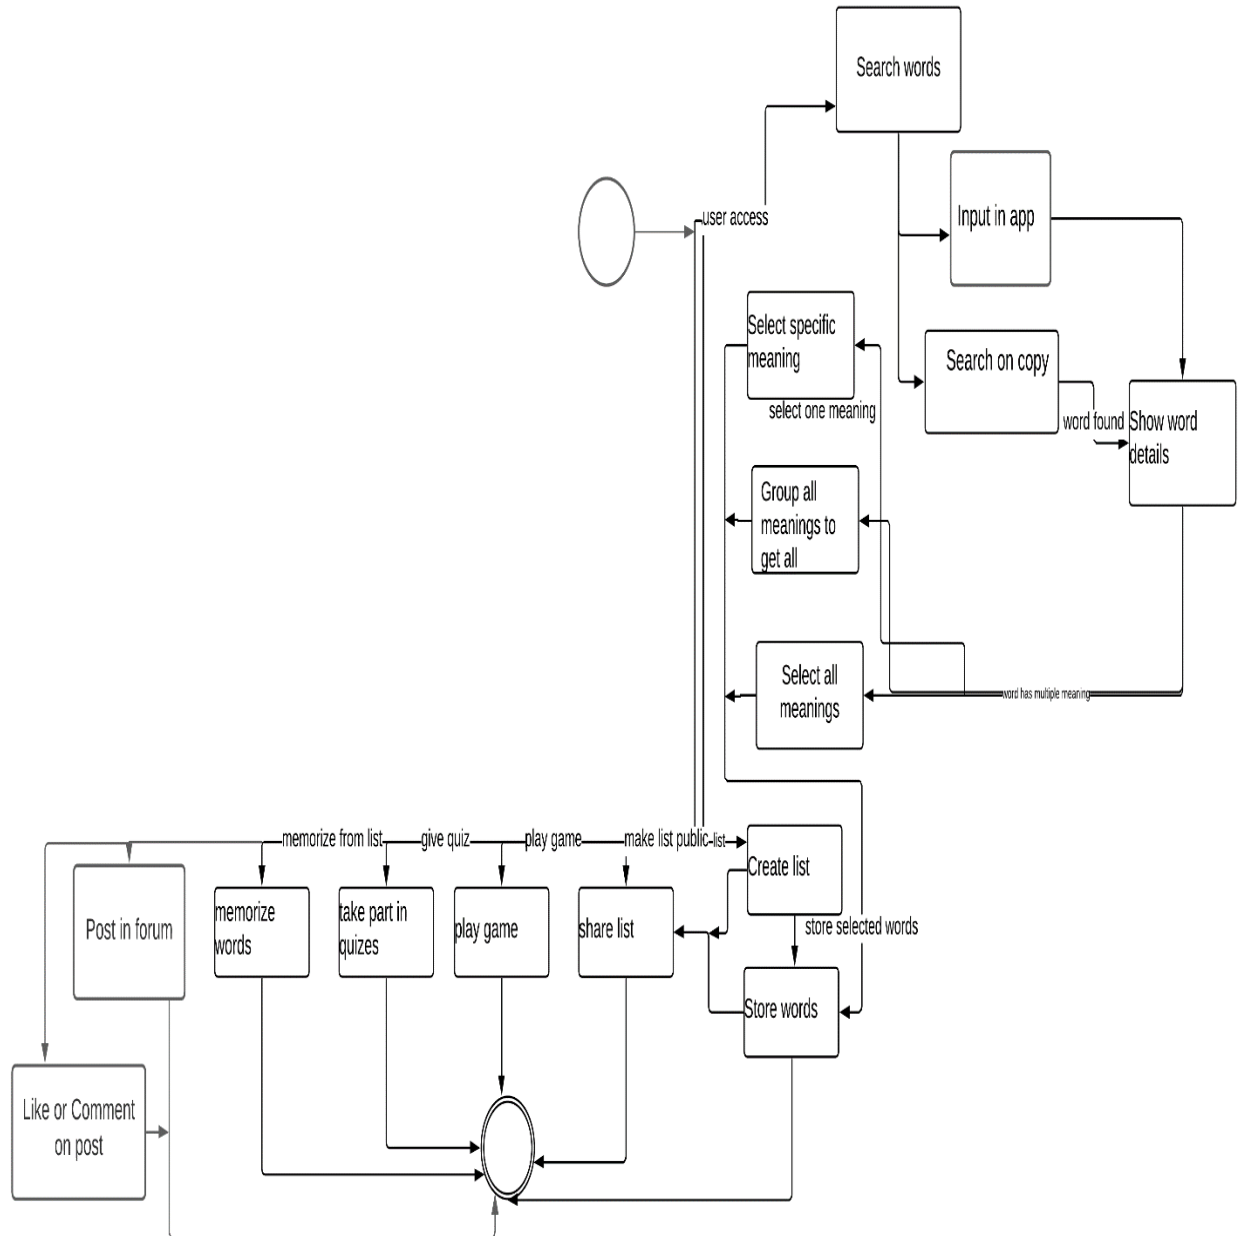 Search words
user access
Input in app
Select specific
meaning
select one meaning
Search on copy
word found
Show word
details
Group all
meanings to
get all
Select all
meanings
word has multiple meaning
memorize from list
give quiz
play game
make list public
list
Create list
Post in forum
memorize
words
take part in
quizes
play game
share list
store selected words
Store words
Like or Comment
on post